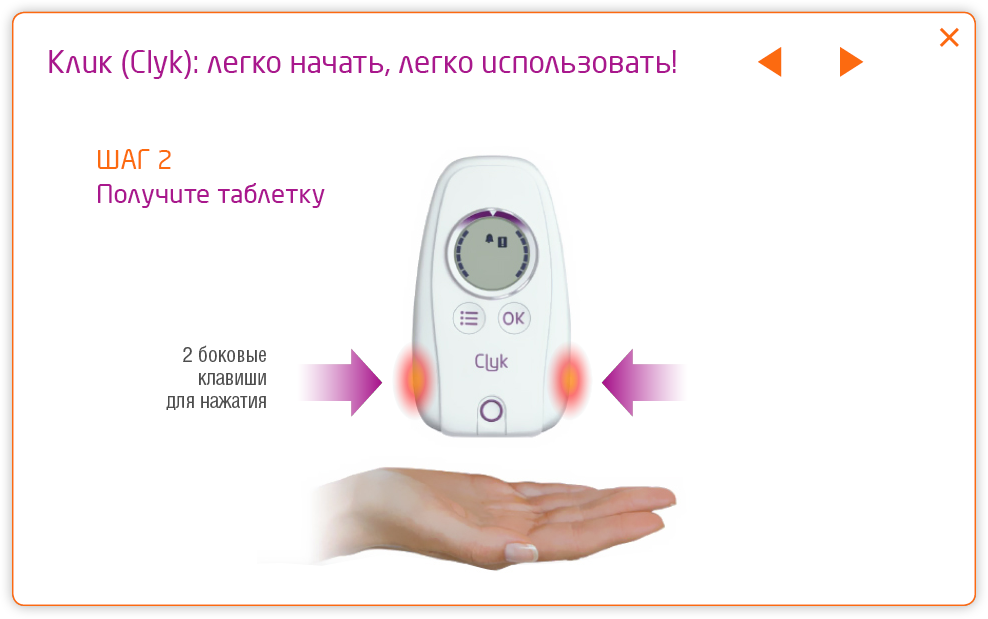 Клик (Clyk): легко начать, легко использовать!
ШАГ 2
Получите таблетку
OK
Clyk
2 боковые
клавиши
для нажатия